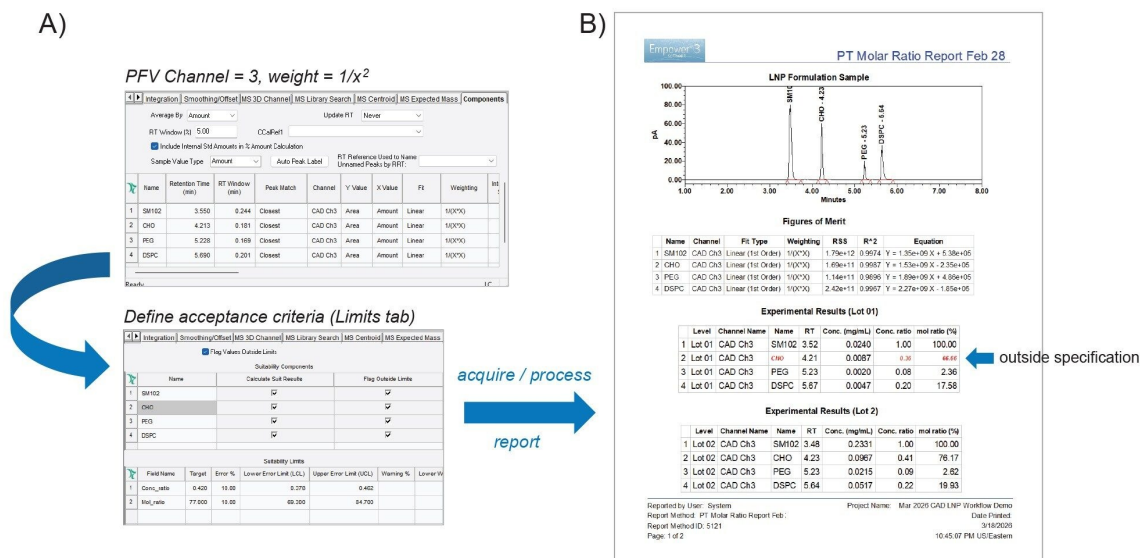 A)
PFV Channel = 3, weight = 1/x²
Integration Smoothing/Offset MS 3D Channel MS Library Search MS Centroid MS Expected Mass Components
Average By Amount Update RT Never
RT Window (%) 5.00 CCalRef1
Include Internal Std Amounts in % Amount Calculation
Sample Value Type Amount Auto Peak Label RT Reference Used to Name Unnamed Peaks by RRT:
Name Retention Time (min) RT Window (min) Peak Match Channel Y Value X Value Fit Weighting
1 SM102 3.550 0.244 Closest CAD Ch3 Area Amount Linear 1/(X*X)
2 CHO 4.213 0.181 Closest CAD Ch3 Area Amount Linear 1/(X*X)
3 PEG 5.228 0.169 Closest CAD Ch3 Area Amount Linear 1/(X*X)
4 DSPC 5.690 0.201 Closest CAD Ch3 Area Amount Linear 1/(X*X)
Ready
Define acceptance criteria (Limits tab)
Integration Smoothing/Offset MS 3D Channel MS Library Search MS Centroid MS Expected Mass
Flag Values Outside Limits
Suitability Components
Name Calculate Suit Results Flag Outside Limits
1 SM102
2 CHO
3 PEG
4 DSPC
Suitability Limits
Field Name Target Error % Lower Error Limit (LCL) Upper Error Limit (UCL) Warning % Lower W
1 Conc_ratio 0.420 10.00 0.378 0.462
2 Mol_ratio 77.000 10.00 69.300 84.700
acquire / process
report
B)
Empower 3
PT Molar Ratio Report Feb 28
LNP Formulation Sample
pA
100.00
80.00
60.00
40.00
20.00
0.00
SM10
CHO - 4.23
PEG - 5.23
DSPC - 5.64
1.00 2.00 3.00 4.00 5.00 6.00 7.00 8.00
Minutes
Figures of Merit
Name Channel Fit Type Weighting RSS R^2 Equation
1 SM102 CAD Ch3 Linear (1st Order) 1/(X*X) 1.79e+12 0.9974 Y = 1.35e+09 X + 5.38e+05
2 CHO CAD Ch3 Linear (1st Order) 1/(X*X) 1.69e+11 0.9987 Y = 1.53e+09 X - 2.35e+05
3 PEG CAD Ch3 Linear (1st Order) 1/(X*X) 1.14e+11 0.9896 Y = 1.89e+09 X + 4.86e+05
4 DSPC CAD Ch3 Linear (1st Order) 1/(X*X) 2.42e+11 0.9967 Y = 2.27e+09 X - 1.85e+05
Experimental Results (Lot 01)
Level Channel Name Name RT Conc. (mg/mL) Conc. ratio mol ratio (%)
1 Lot 01 CAD Ch3 SM102 3.52 0.0240 1.00 100.00
2 Lot 01 CAD Ch3 CHO 4.21 0.0087 0.36
3 Lot 01 CAD Ch3 PEG 5.23 0.0020 0.08 2.36
4 Lot 01 CAD Ch3 DSPC 5.67 0.0047 0.20 17.58
outside specification
Experimental Results (Lot 2)
Level Channel Name Name RT Conc. (mg/mL) Conc. ratio mol ratio (%)
1 Lot 02 CAD Ch3 SM102 3.48 0.2331 1.00 100.00
2 Lot 02 CAD Ch3 CHO 4.23 0.0967 0.41 76.17
3 Lot 02 CAD Ch3 PEG 5.23 0.0215 0.09 2.62
4 Lot 02 CAD Ch3 DSPC 5.64 0.0517 0.22 19.93
Reported by User: System Project Name: Mar 2026 CAD LNP Workflow Demo
Report Method: PT Molar Ratio Report Feb Date Printed:
Report Method ID: 5121 3/18/2026
Page: 1 of 2 10:45:07 PM US/Eastern